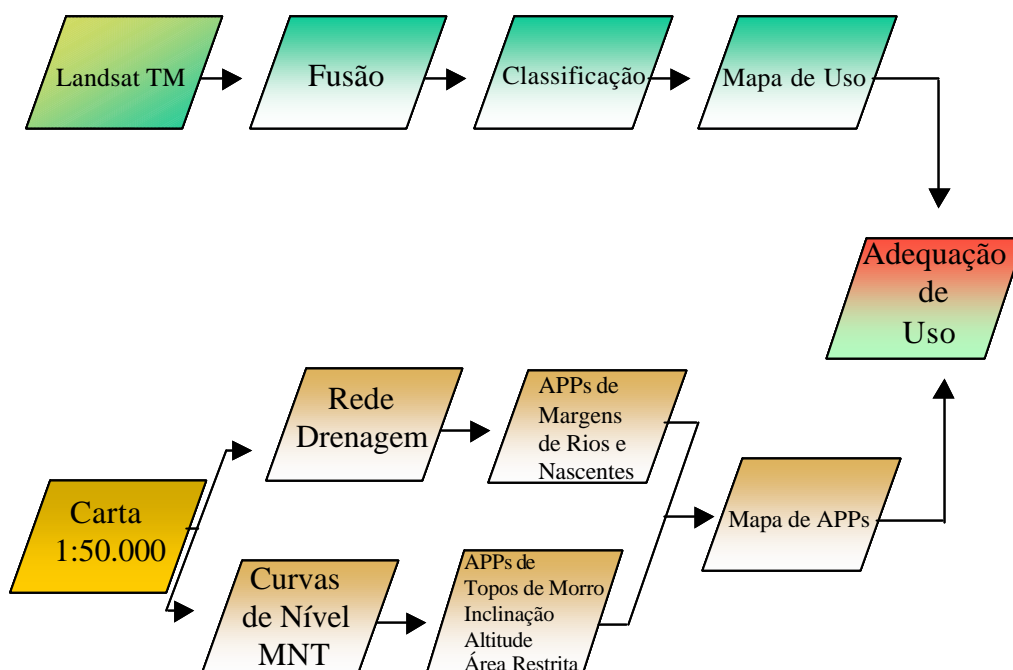 Landsat TM
Fusão
Classificação
Mapa de Uso
Adequação
de
Uso
Rede
Drenagem
APPs de
Margens
de Rios e
Nascentes
Carta
1:50.000
Mapa de APPs
Curvas
de Nível
MNT
APPs de
Topos de Morro
Inclinação
Altitude
Área Restrita